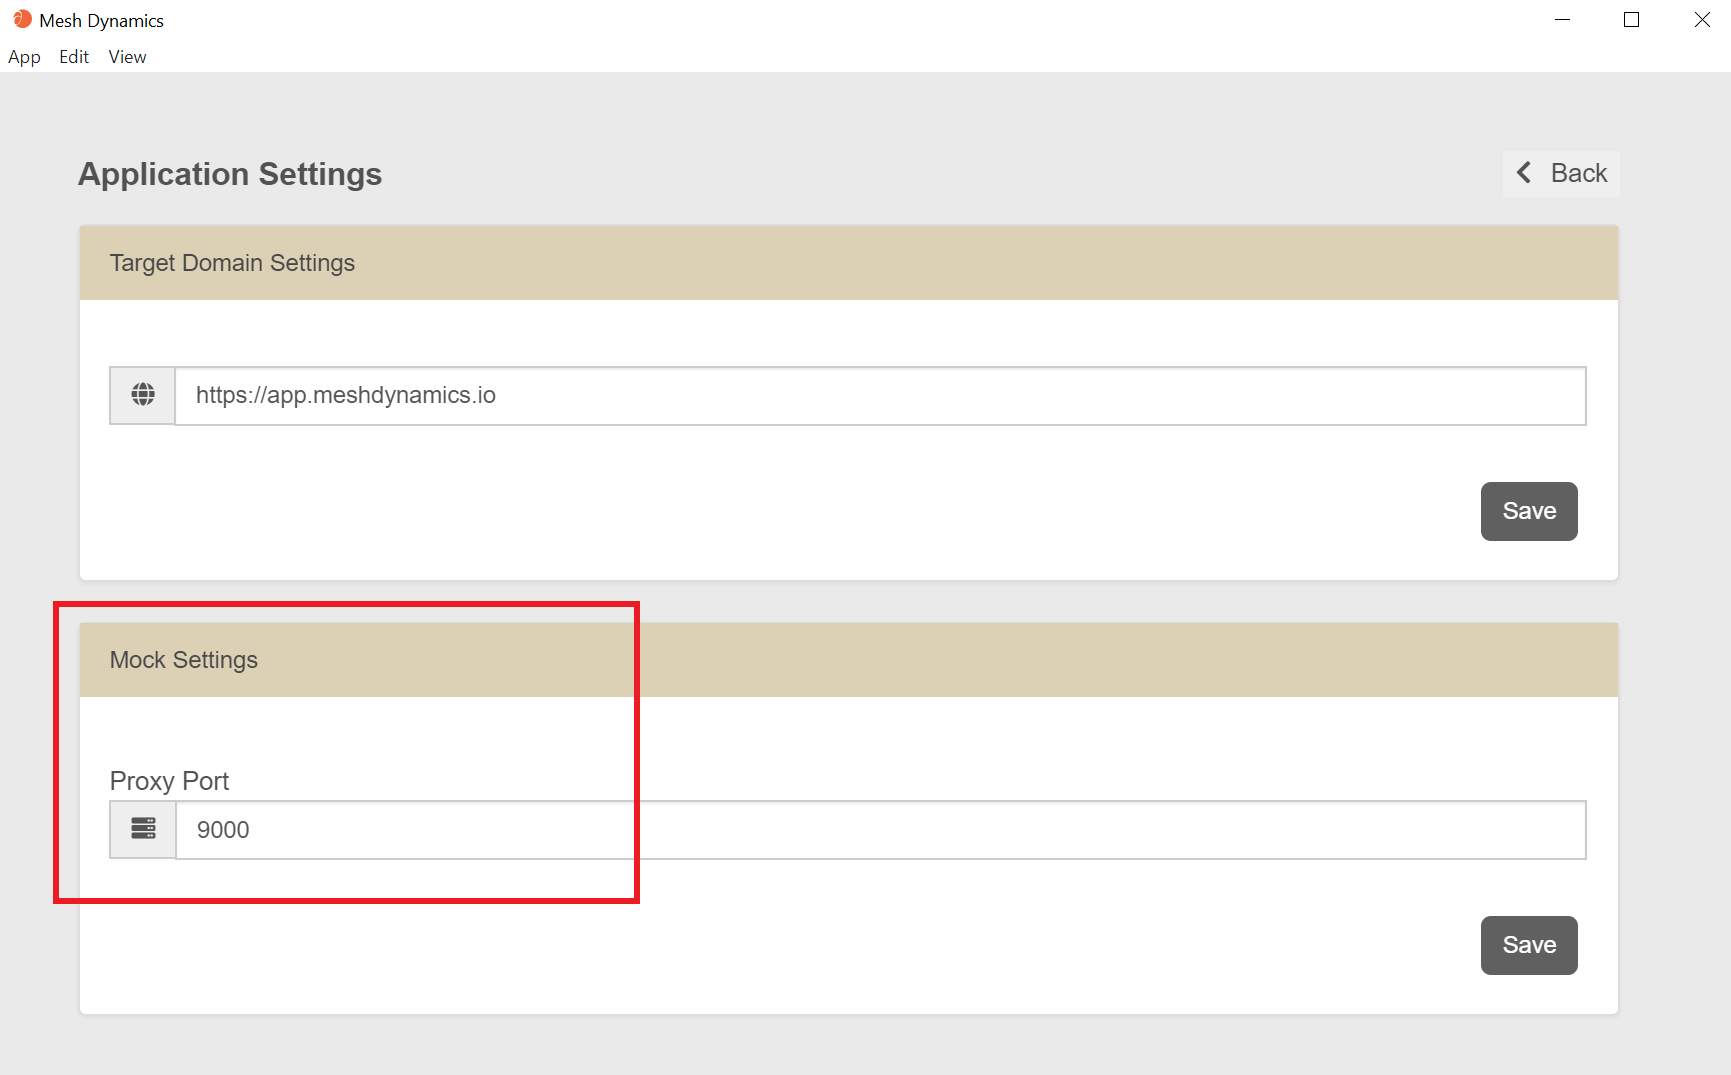 Mesh Dynamics
App Edit View
Application Settings
Back
Target Domain Settings
https://app.meshdynamics.io
Save
Mock Settings
Proxy Port
9000
Save